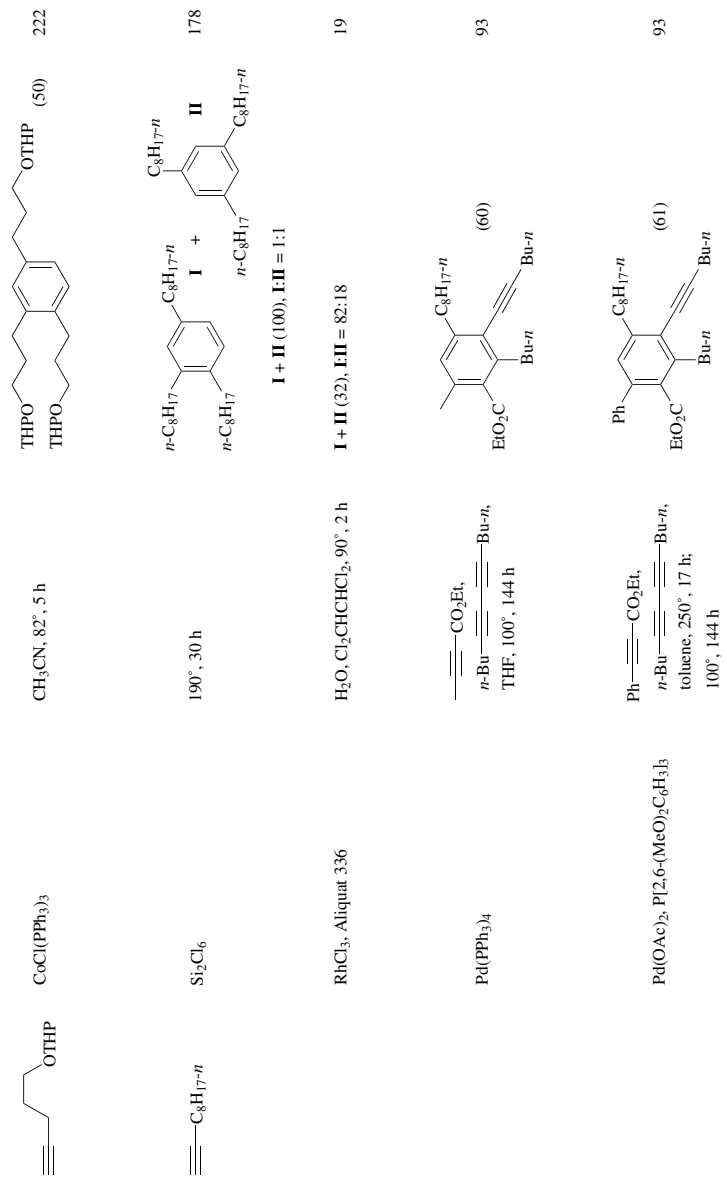 OTHP
CoCl(PPh3)3
CH3CN, 82°, 5 h
THPO
THPO
OTHP
(50)
222
C8H17-n
Si2Cl6
190°, 30 h
n-C8H17
n-C8H17
C8H17-n
I
+
C8H17-n
n-C8H17
C8H17-n
II
I + II (100), I:II = 1:1
178
RhCl3, Aliquat 336
H2O, Cl2CHCHCl2, 90°, 2 h
I + II (32), I:II = 82:18
19
Pd(PPh3)4
CO2Et,
n-Bu
Bu-n,
THF, 100°, 144 h
EtO2C
C8H17-n
Bu-n
Bu-n
(60)
93
Pd(OAc)2, P[2,6-(MeO)2C6H3]3
Ph
CO2Et,
n-Bu
Bu-n,
toluene, 250°, 17 h;
100°, 144 h
Ph
EtO2C
C8H17-n
Bu-n
Bu-n
(61)
93